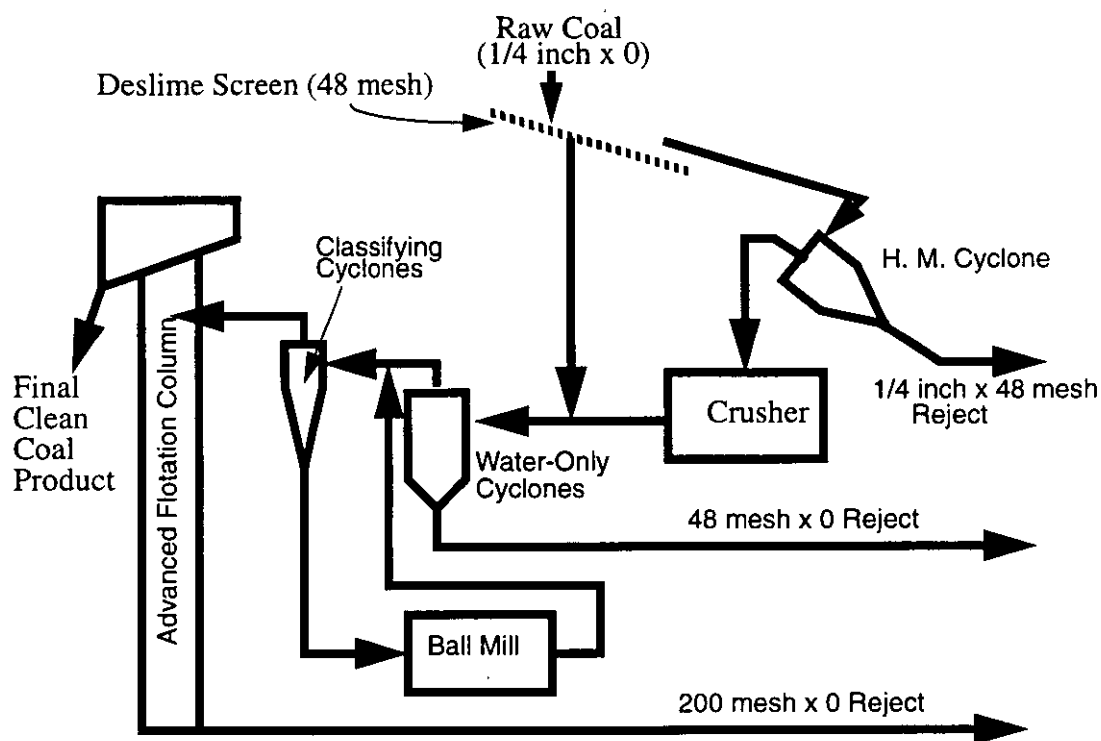 Raw Coal
(1/4 inch x 0)
Deslime Screen (48 mesh)
Classifying
Cyclones
H. M. Cyclone
Final
Clean
Coal
Product
Advanced Flotation Column
Crusher
1/4 inch x 48 mesh
Reject
Water-Only
Cyclones
48 mesh x 0 Reject
Ball Mill
200 mesh x 0 Reject